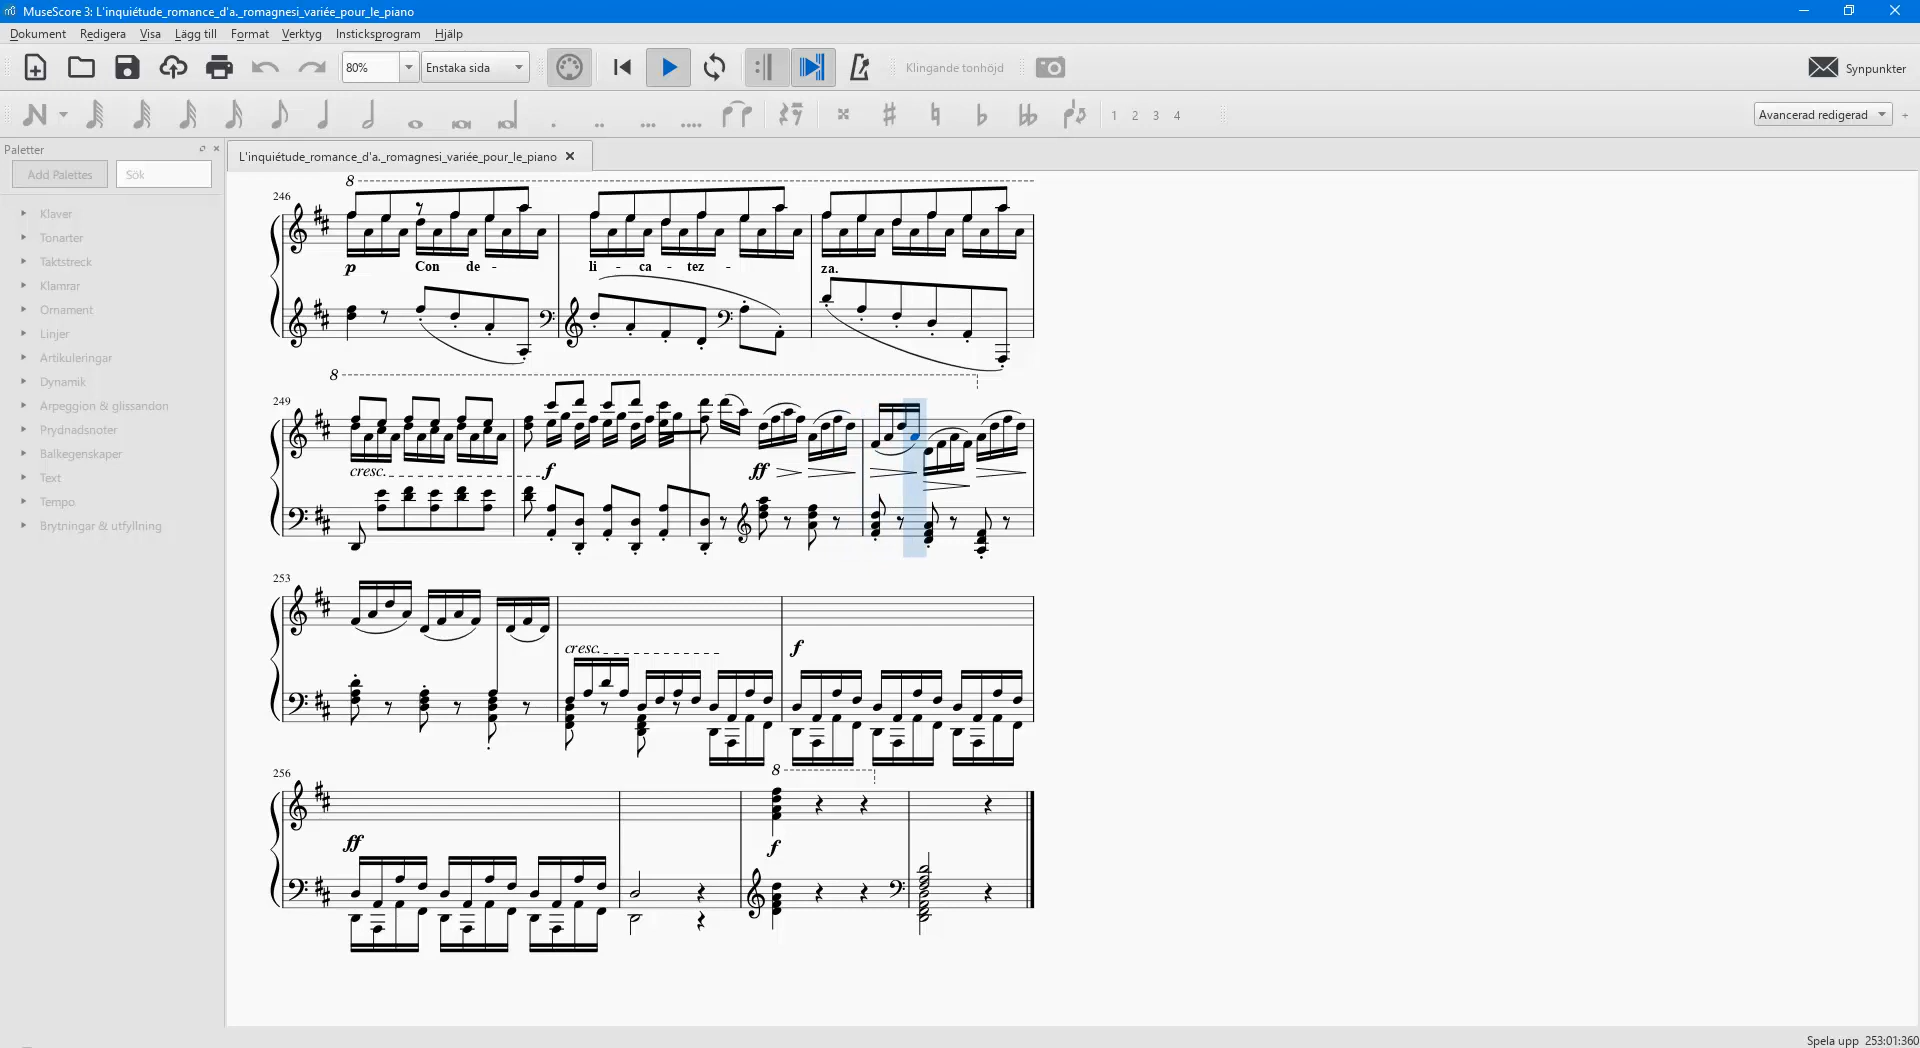 MuseScore 3: L'inquiétude_romance_d'a._romagnesi_variée_pour_le_piano
Dokument Redigera Visa Lägg till Format Verktyg Insticksprogram Hjälp
80% Enstaka sida Klingande tonhöjd Synpunkter
1 2 3 4 Avancerad redigerad +
Paletter
L'inquiétude_romance_d'a._romagnesi_variée_pour_le_piano
Add Palettes Sök
Klaver
Tonarter
Taktstreck
Klamrar
Ornament
Linjer
Artikuleringar
Dynamik
Arpeggion & glissandon
Prydnadsnoter
Balkegenskaper
Text
Tempo
Brytningar & utfyllning
8
246
p Con de - li - ca - tez - za.
8
249
cresc. f ff
253
cresc. f
256 8
ff f
Spela upp 253:01:360